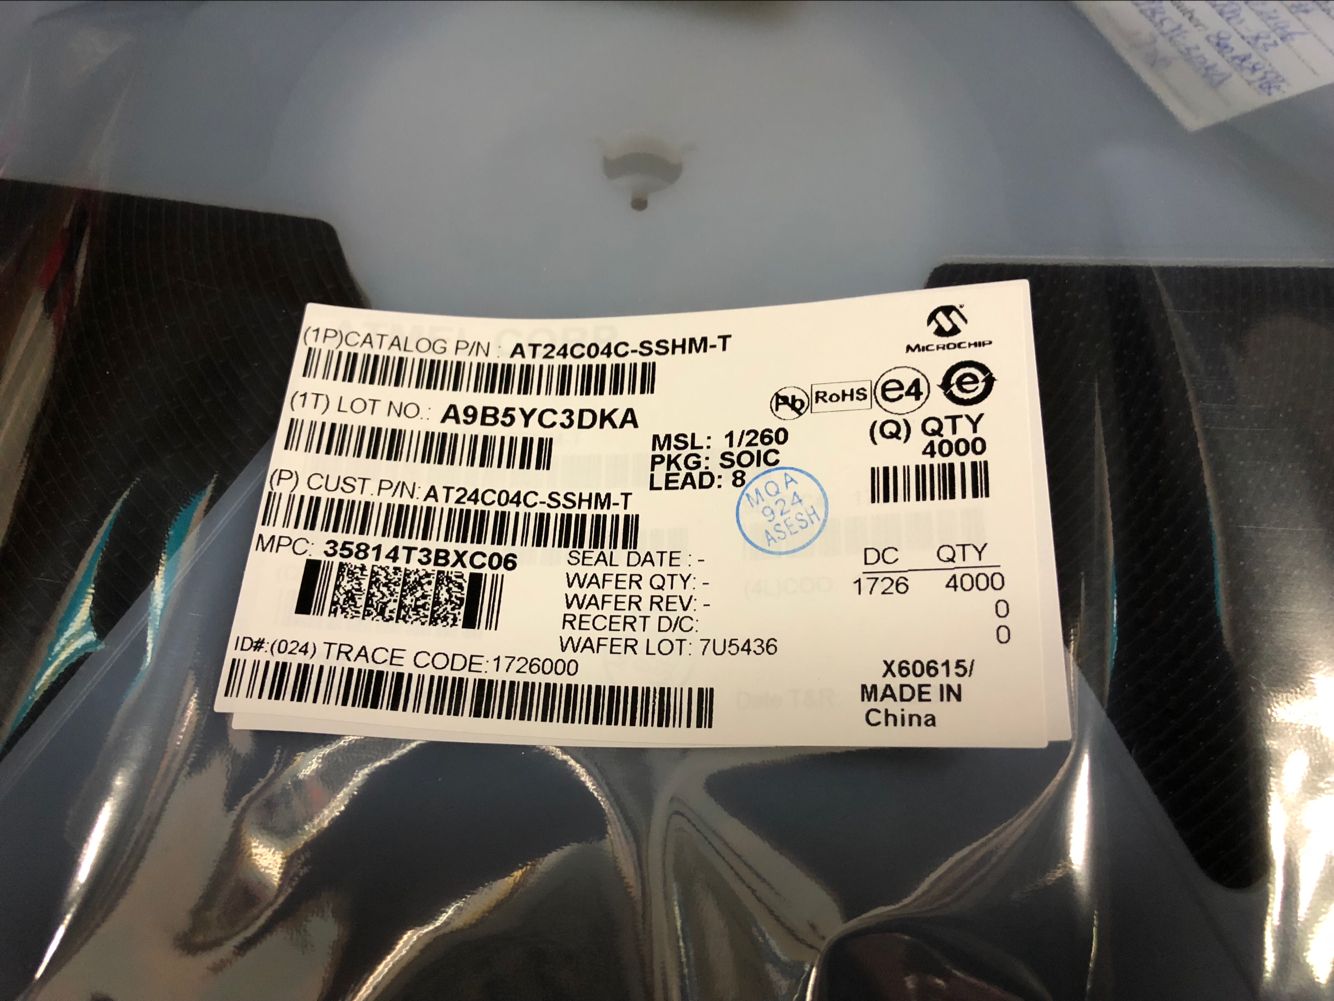 (1P)CATALOG P/N : AT24C04C-SSHM-T
MICROCHIP
(1T) LOT NO.: A9B5YC3DKA
Pb RoHS e4 e
MSL: 1/260
PKG: SOIC
LEAD: 8
(Q) QTY
4000
(P) CUST.P/N: AT24C04C-SSHM-T
MQA
924
ASESH
MPC: 35814T3BXC06
SEAL DATE : -
WAFER QTY: -
WAFER REV: -
RECERT D/C:
WAFER LOT: 7U5436
DC QTY
1726 4000
0
0
ID#:(024) TRACE CODE:1726000
X60615/
MADE IN
China